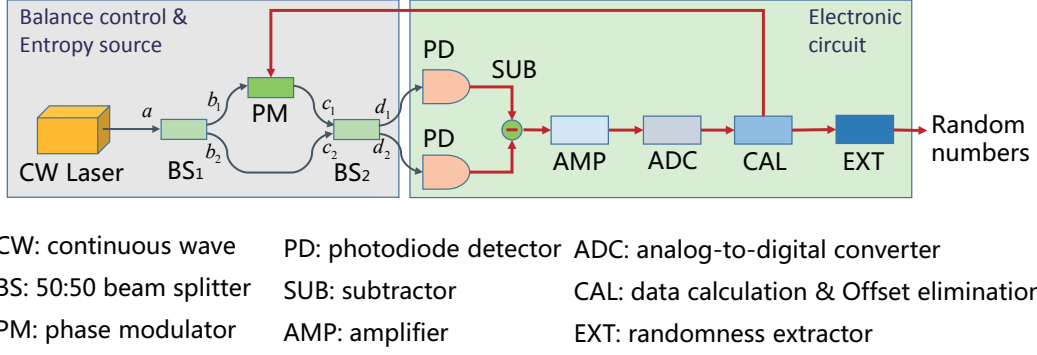 Balance control &
Entropy source
Electronic
circuit
PD
SUB
a
b1
PM
c1
d1
CW Laser
BS1
b2
c2
BS2
d2
PD
AMP
ADC
CAL
EXT
Random
numbers
CW: continuous wave
PD: photodiode detector
ADC: analog-to-digital converter
BS: 50:50 beam splitter
SUB: subtractor
CAL: data calculation & Offset elimination
PM: phase modulator
AMP: amplifier
EXT: randomness extractor